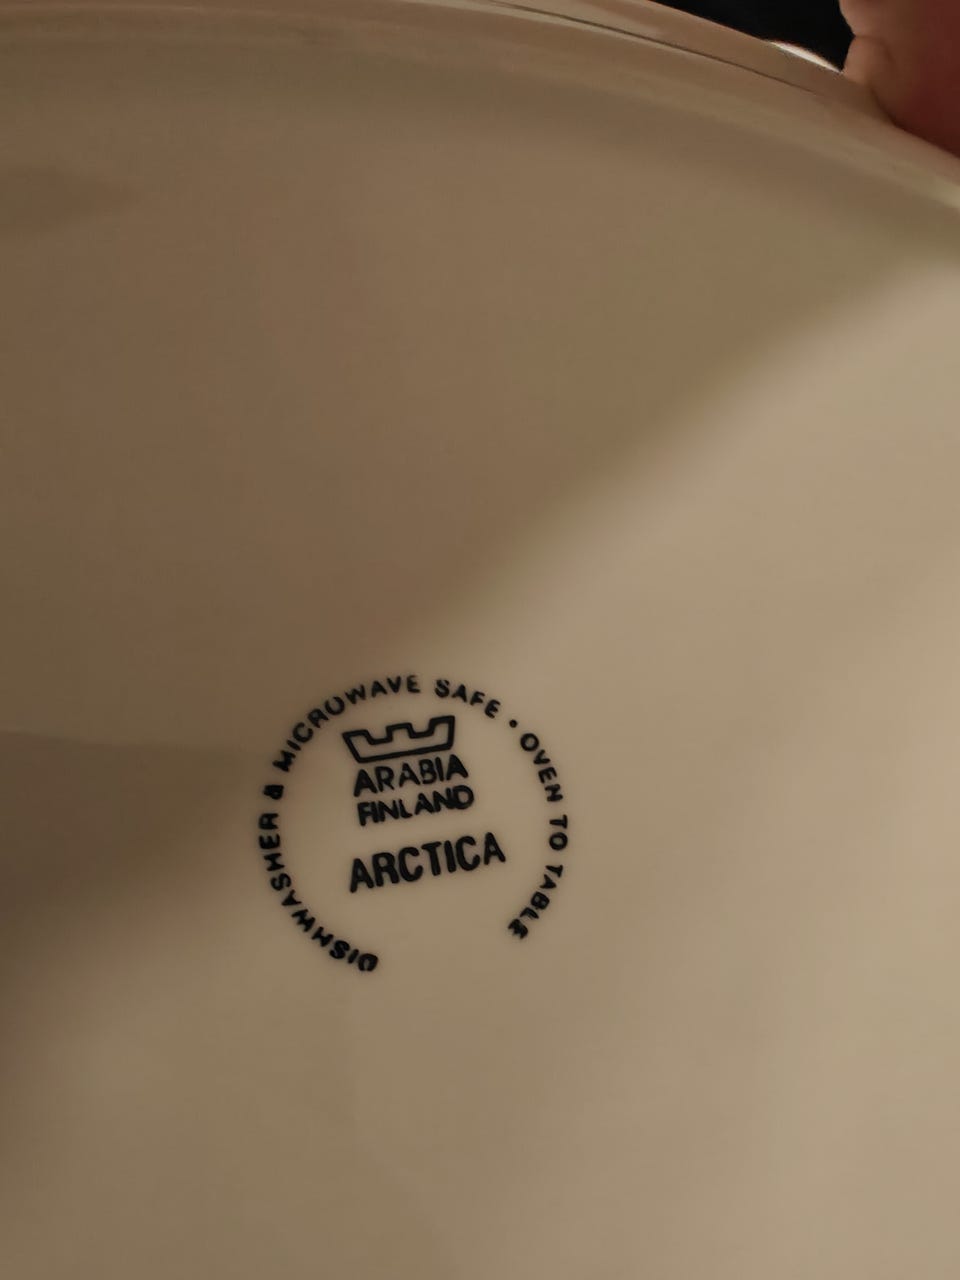 DISHWASHER & MICROWAVE SAFE · OVEN TO TABLE
ARABIA
FINLAND
ARCTICA